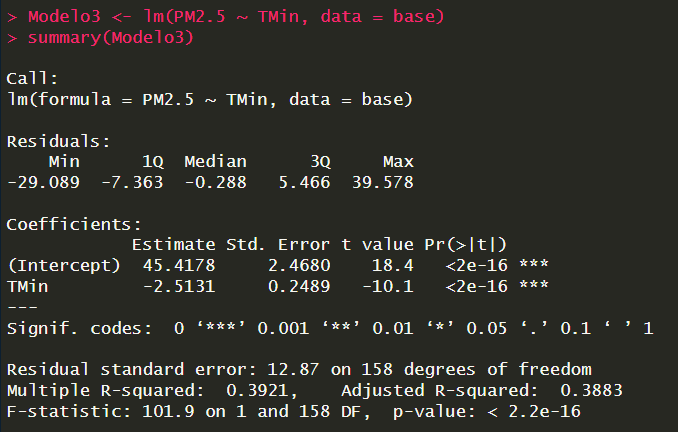 > Modelo3 <- lm(PM2.5 ~ TMin, data = base)
> summary(Modelo3)
Call:
lm(formula = PM2.5 ~ TMin, data = base)
Residuals:
    Min      1Q  Median      3Q     Max
-29.089  -7.363  -0.288   5.466  39.578
Coefficients:
            Estimate Std. Error t value Pr(>|t|)
(Intercept)  45.4178     2.4680    18.4   <2e-16 ***
TMin         -2.5131     0.2489   -10.1   <2e-16 ***
---
Signif. codes:  0 ‘***’ 0.001 ‘**’ 0.01 ‘*’ 0.05 ‘.’ 0.1 ‘ ’ 1
Residual standard error: 12.87 on 158 degrees of freedom
Multiple R-squared:  0.3921,    Adjusted R-squared:  0.3883
F-statistic: 101.9 on 1 and 158 DF,  p-value: < 2.2e-16